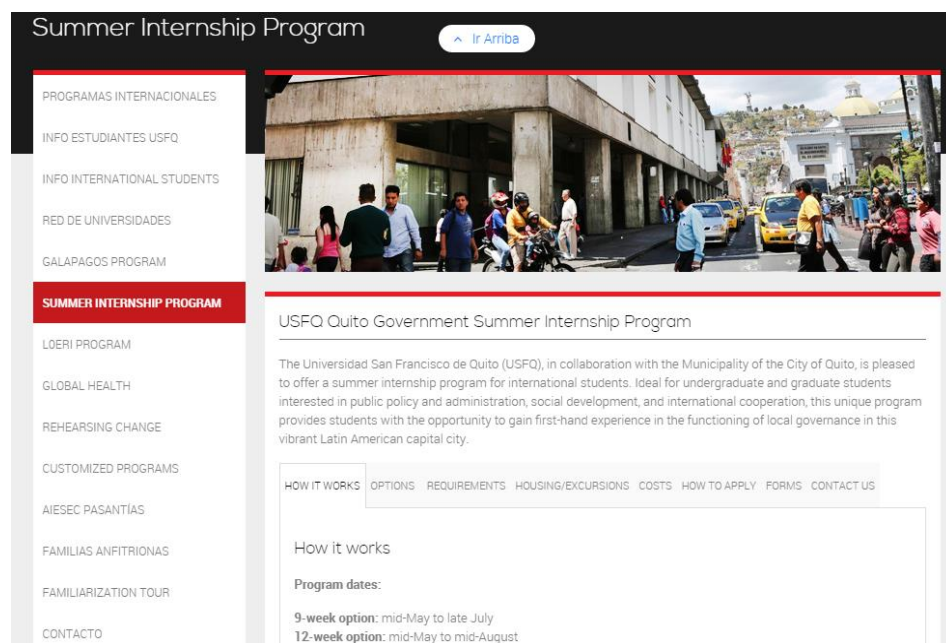 Summer Internship Program
Ir Arriba
PROGRAMAS INTERNACIONALES
INFO ESTUDIANTES USFQ
INFO INTERNATIONAL STUDENTS
RED DE UNIVERSIDADES
GALAPAGOS PROGRAM
SUMMER INTERNSHIP PROGRAM
LOERI PROGRAM
GLOBAL HEALTH
REHEARSING CHANGE
CUSTOMIZED PROGRAMS
AIESEC PASANTÍAS
FAMILIAS ANFITRIONAS
FAMILIARIZATION TOUR
CONTACTO
USFQ Quito Government Summer Internship Program
The Universidad San Francisco de Quito (USFQ), in collaboration with the Municipality of the City of Quito, is pleased
to offer a summer internship program for international students. Ideal for undergraduate and graduate students
interested in public policy and administration, social development, and international cooperation, this unique program
provides students with the opportunity to gain first-hand experience in the functioning of local governance in this
vibrant Latin American capital city.
HOW IT WORKS OPTIONS REQUIREMENTS HOUSING/EXCURSIONS COSTS HOW TO APPLY FORMS CONTACT US
How it works
Program dates:
9-week option: mid-May to late July
12-week option: mid-May to mid-August